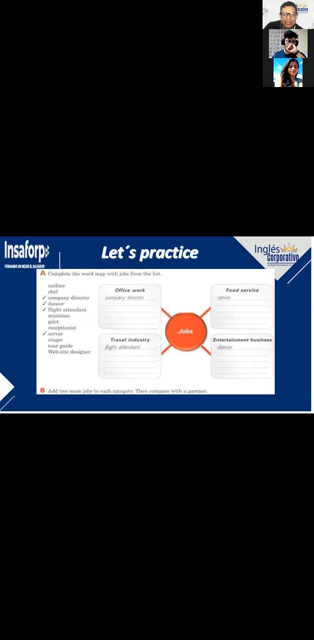 Inglés
Corporativo
Insaforp
Let´s practice
Inglés
Corporativo
A Complete the word map with jobs from the list.
cashier
chef
✓ company director
✓ dancer
✓ flight attendant
musician
pilot
receptionist
✓ server
singer
tour guide
Web-site designer
Office work
company director
Food service
server
Jobs
Travel industry
flight attendant
Entertainment business
dancer
B Add two more jobs to each category. Then compare with a partner.